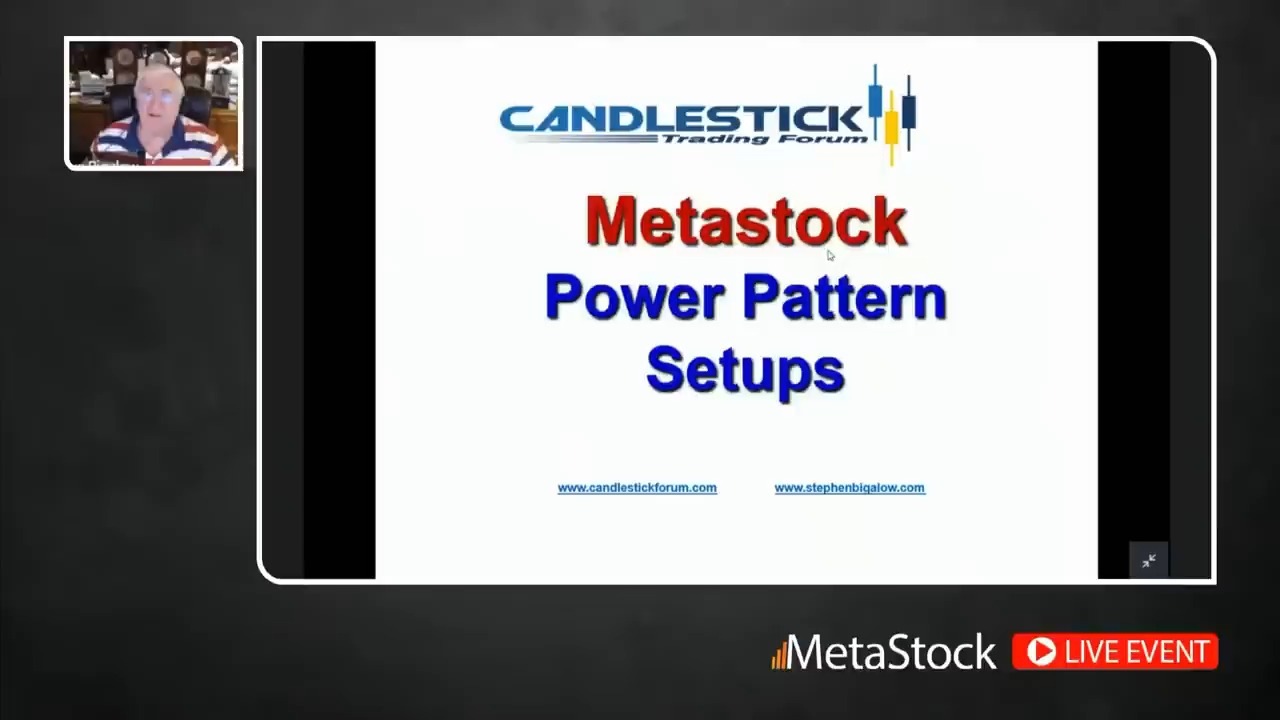 CANDLESTICK
Trading Forum
Metastock
Power Pattern
Setups
www.candlestickforum.com
www.stephenbigalow.com
MetaStock
LIVE EVENT